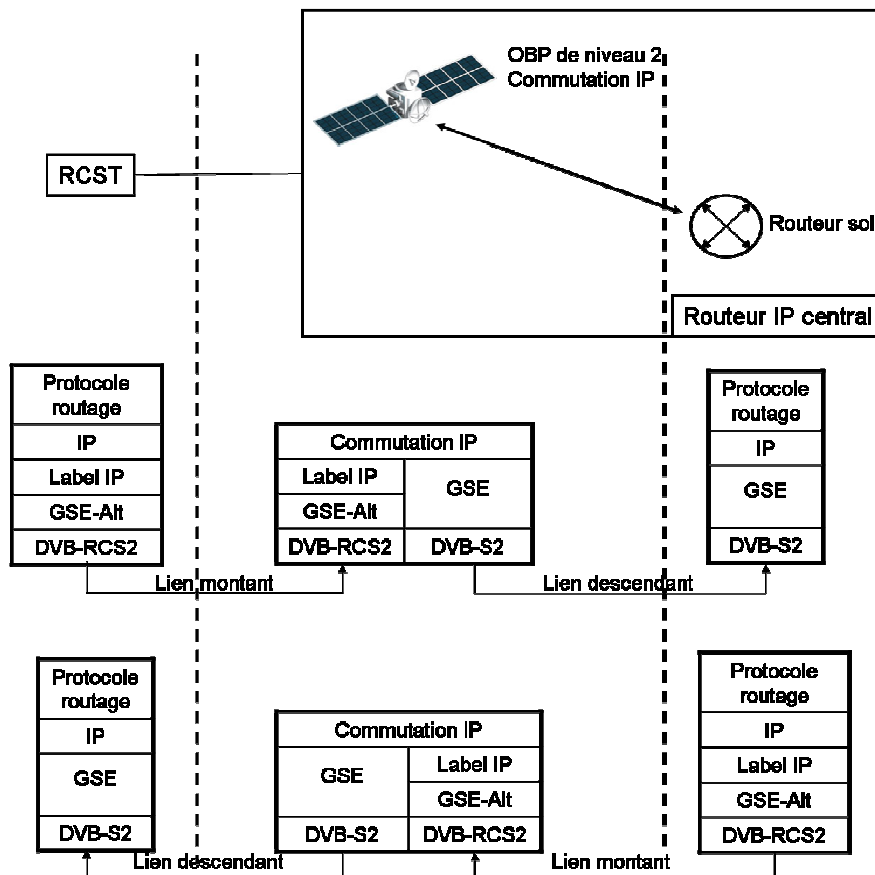 OBP de niveau 2
Commutation IP
RCST
Routeur sol
Routeur IP central
Protocole
routage
IP
Label IP
GSE-Alt
DVB-RCS2
Commutation IP
Label IP
GSE-Alt
DVB-RCS2
GSE
DVB-S2
Protocole
routage
IP
GSE
DVB-S2
Lien montant
Lien descendant
Protocole
routage
IP
GSE
DVB-S2
Commutation IP
GSE
DVB-S2
Label IP
GSE-Alt
DVB-RCS2
Protocole
routage
IP
Label IP
GSE-Alt
DVB-RCS2
Lien descendant
Lien montant